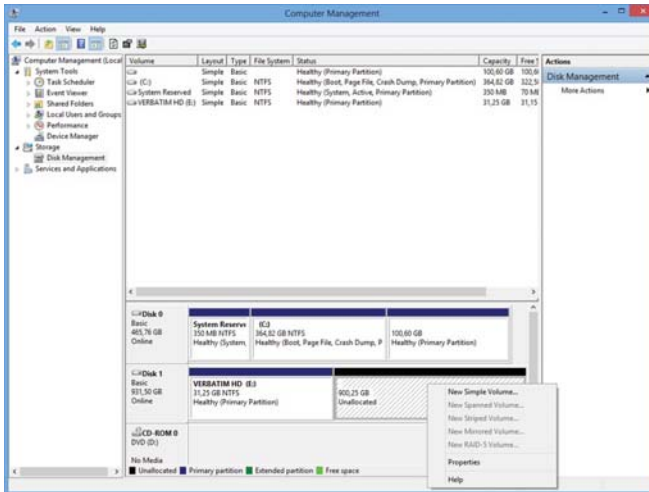 Computer Management
File Action View Help
Computer Management (Local
System Tools
Task Scheduler
Event Viewer
Shared Folders
Local Users and Groups
Performance
Device Manager
Storage
Disk Management
Services and Applications
Volume Layout Type File System Status Capacity Free
Simple Basic Healthy (Primary Partition) 100,60 GB
(C:) Simple Basic NTFS Healthy (Boot, Page File, Crash Dump, Primary Partition) 364,82 GB 322,5
System Reserved Simple Basic NTFS Healthy (System, Active, Primary Partition) 350 MB 70 M
VERBATIM HD (E:) Simple Basic NTFS Healthy (Primary Partition) 31,25 GB 31,15
Actions
Disk Management
More Actions
Disk 0
Basic
465,76 GB
Online
System Reserve
350 MB NTFS
Healthy (System,
(C:)
364,82 GB NTFS
Healthy (Boot, Page File, Crash Dump, P
100,60 GB
Healthy (Primary Partition)
Disk 1
Basic
931,50 GB
Online
VERBATIM HD (E:)
31,25 GB NTFS
Healthy (Primary Partition)
900,25 GB
Unallocated
New Simple Volume...
New Spanned Volume...
New Striped Volume...
New Mirrored Volume...
New RAID-5 Volume...
Properties
Help
CD-ROM 0
DVD (D:)
No Media
Unallocated Primary partition Extended partition Free space